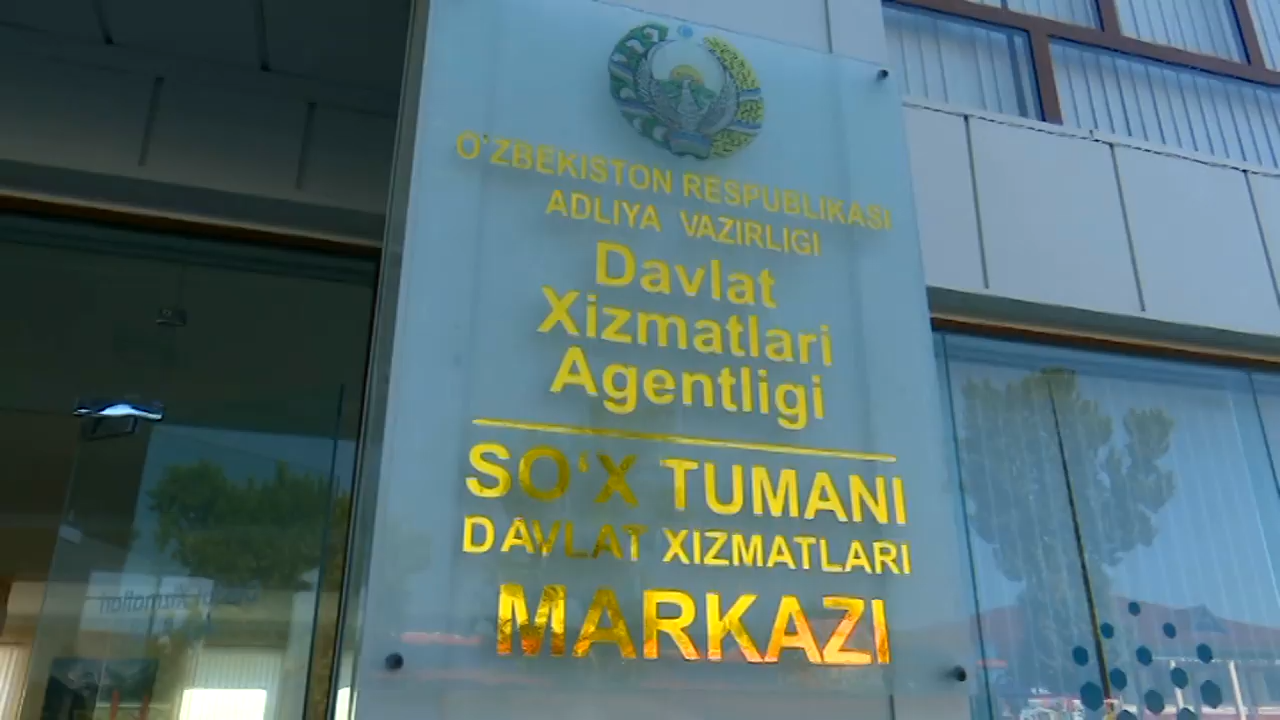 O'ZBEKISTON RESPUBLIKASI
ADLIYA VAZIRLIGI
Davlat
Xizmatlari
Agentligi
SO'X TUMANI
DAVLAT XIZMATLARI
MARKAZI